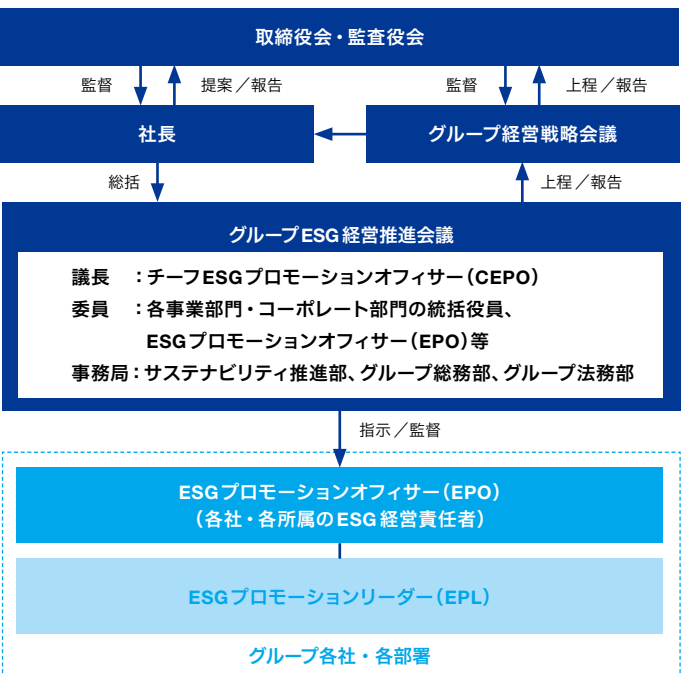 取締役会・監査役会
監督
提案／報告
監督
上程／報告
社長
グループ経営戦略会議
総括
上程／報告
グループESG経営推進会議
議長　：チーフESGプロモーションオフィサー（CEPO）
委員　：各事業部門・コーポレート部門の統括役員、
ESGプロモーションオフィサー（EPO）等
事務局：サステナビリティ推進部、グループ総務部、グループ法務部
指示／監督
ESGプロモーションオフィサー（EPO）
（各社・各所属のESG経営責任者）
ESGプロモーションリーダー（EPL）
グループ各社・各部署